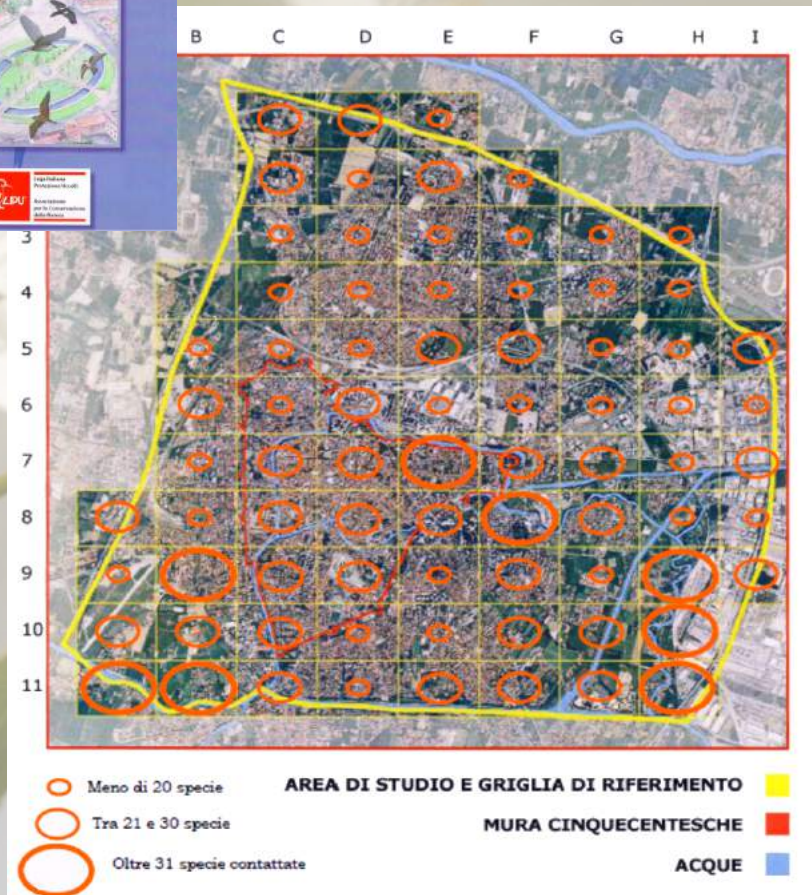 B C D E F G H I
LIPU
3
4
5
6
7
8
9
10
11
Meno di 20 specie
Tra 21 e 30 specie
Oltre 31 specie contattate
AREA DI STUDIO E GRIGLIA DI RIFERIMENTO
MURA CINQUECENTESCHE
ACQUE